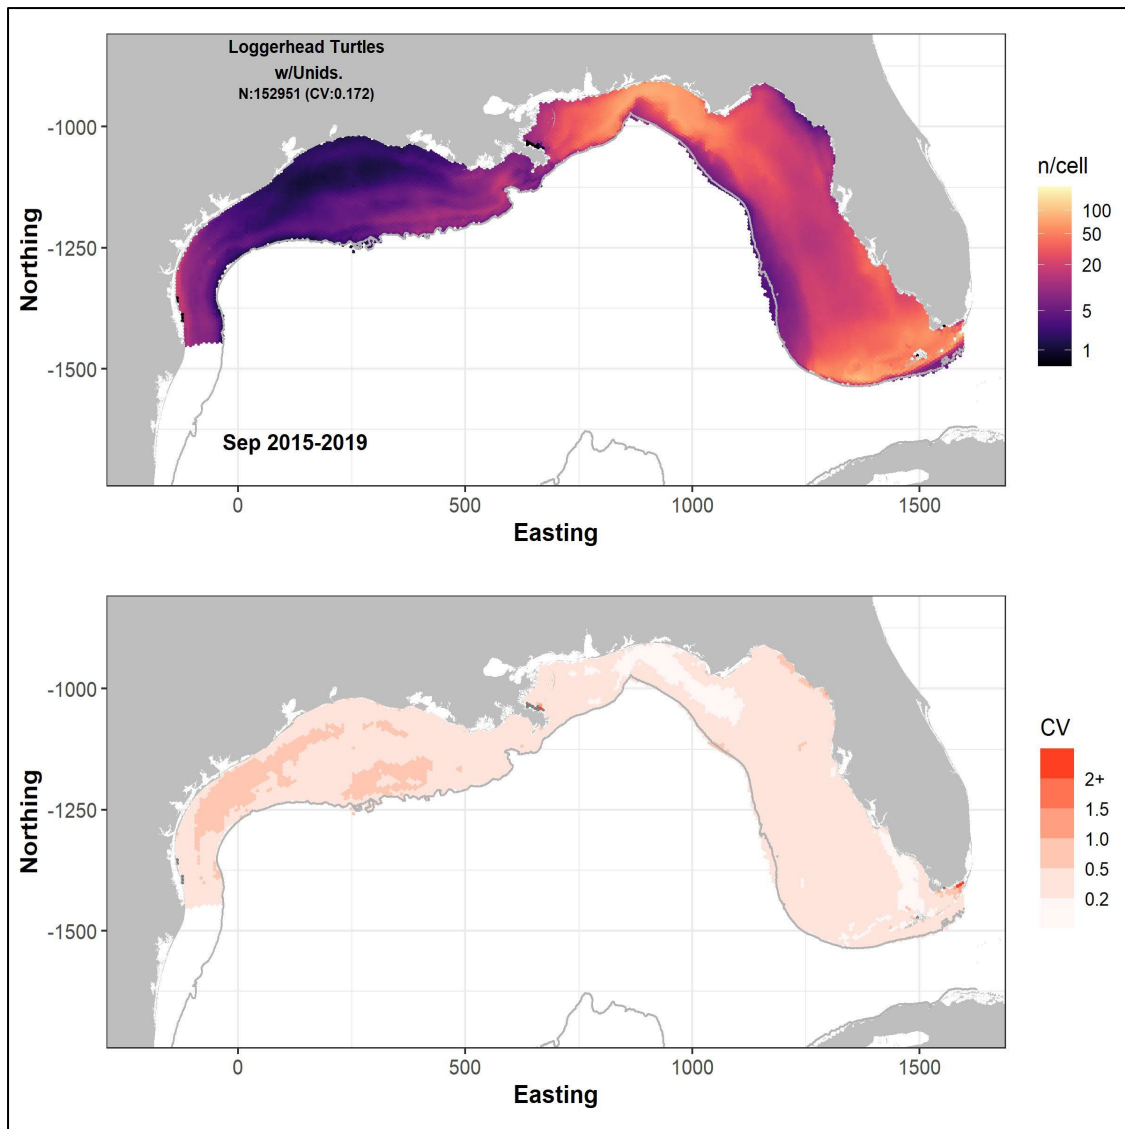 Loggerhead Turtles
w/Unids.
N:152951 (CV:0.172)
Sep 2015-2019
Northing
-1000
-1250
-1500
0
500
1000
1500
Easting
n/cell
100
50
20
5
1
Northing
-1000
-1250
-1500
0
500
1000
1500
Easting
CV
2+
1.5
1.0
0.5
0.2